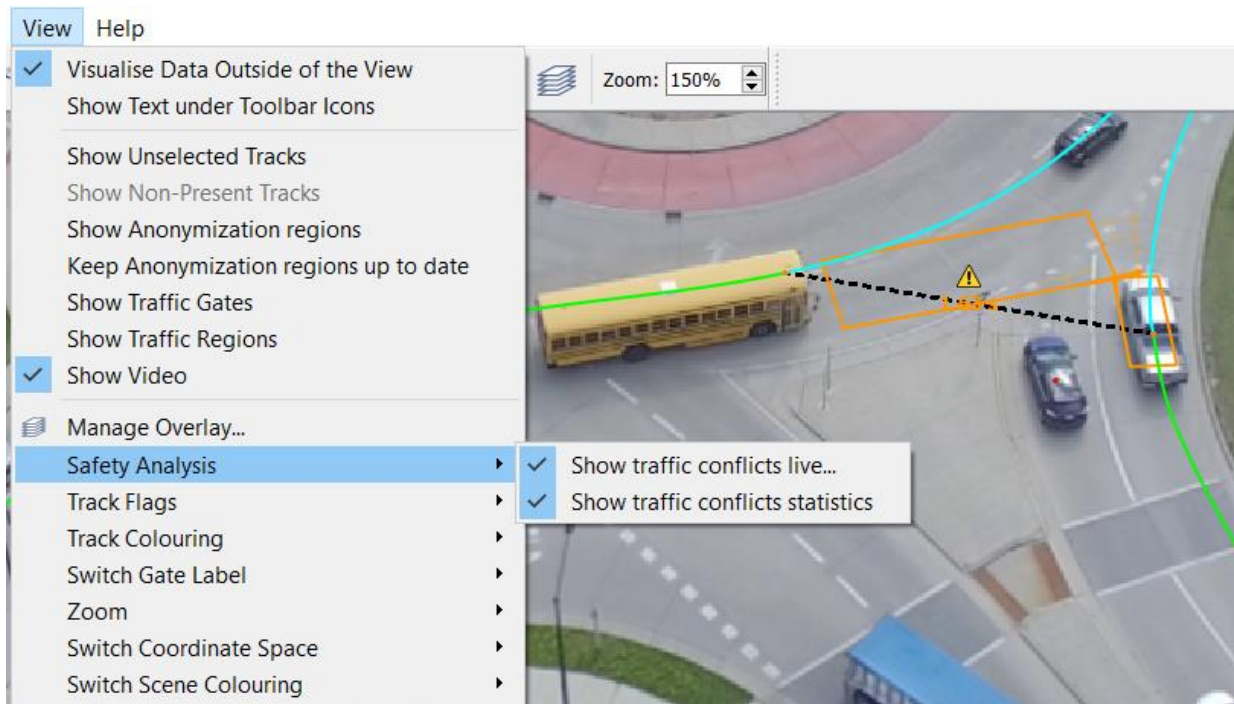 View Help
Visualise Data Outside of the View
Show Text under Toolbar Icons
Zoom: 150%
Show Unselected Tracks
Show Non-Present Tracks
Show Anonymization regions
Keep Anonymization regions up to date
Show Traffic Gates
Show Traffic Regions
Show Video
Manage Overlay...
Safety Analysis
Show traffic conflicts live...
Show traffic conflicts statistics
Track Flags
Track Colouring
Switch Gate Label
Zoom
Switch Coordinate Space
Switch Scene Colouring